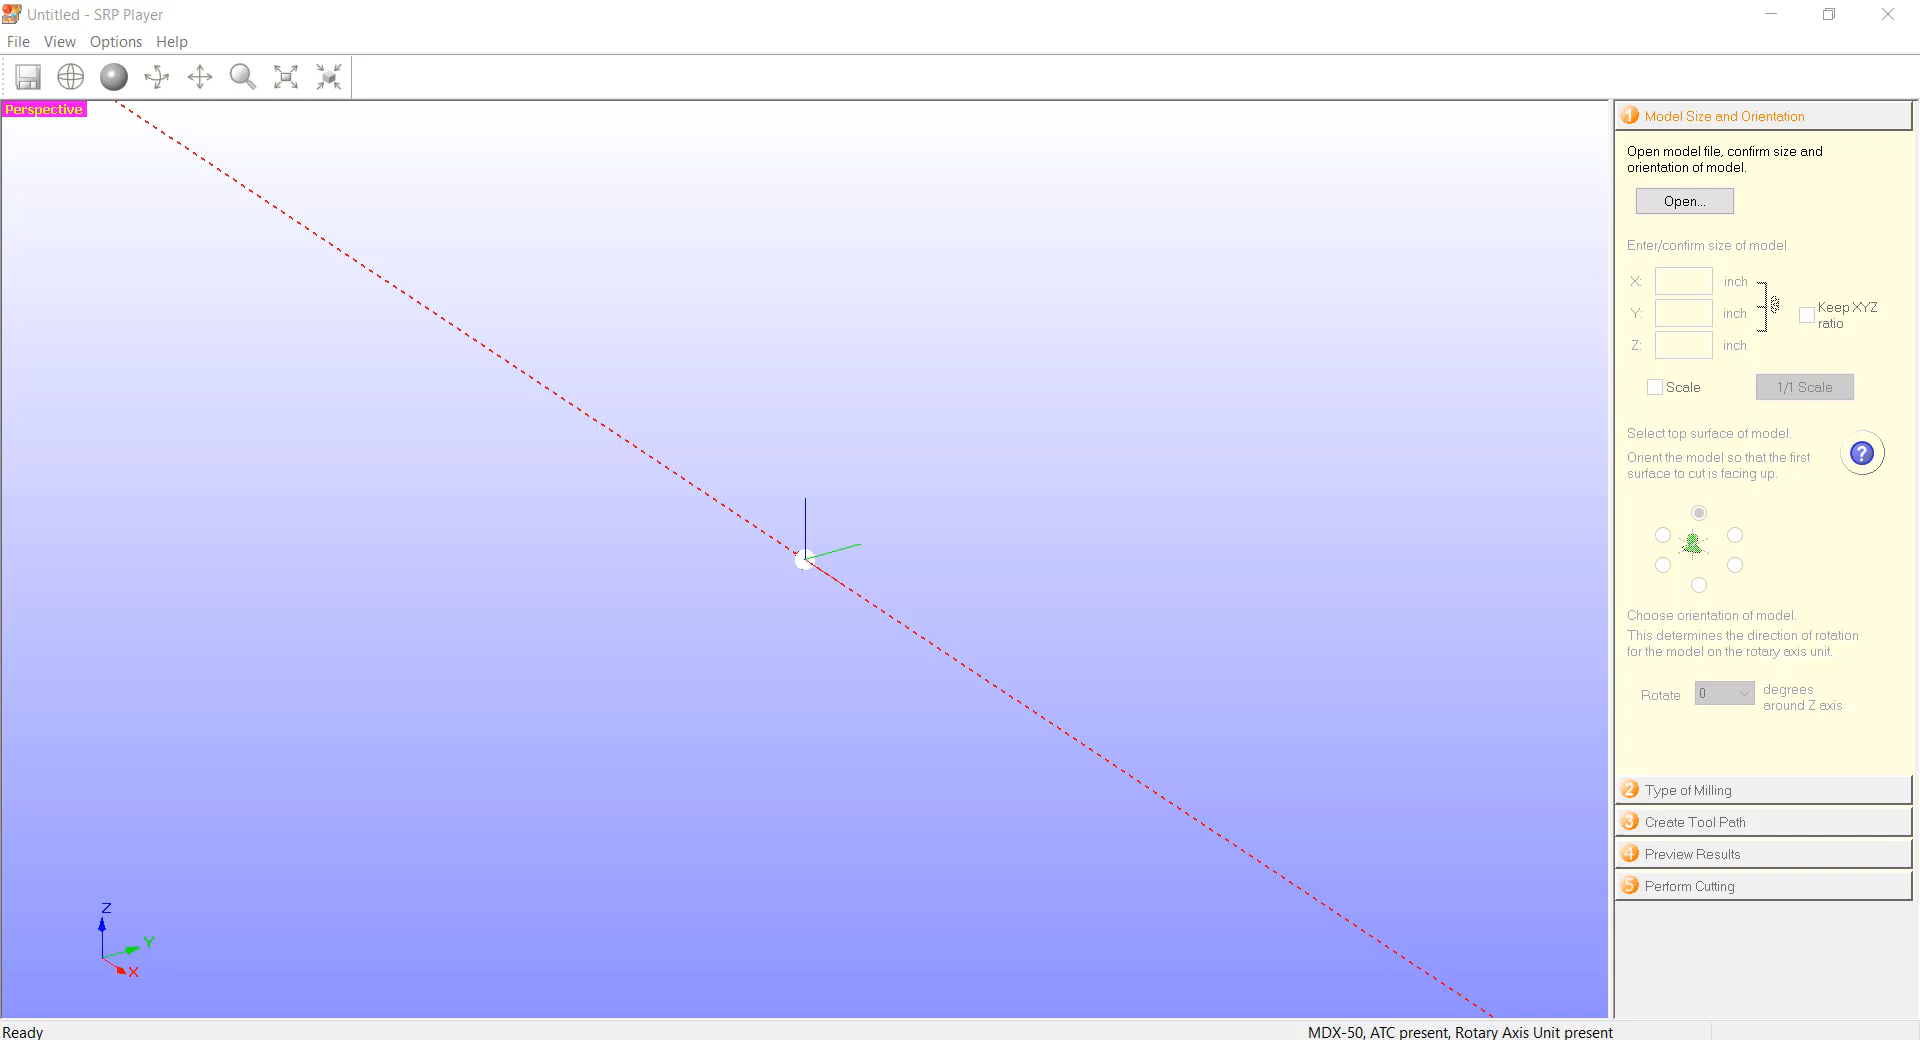 Untitled - SRP Player
File View Options Help
Perspective
1 Model Size and Orientation
Open model file, confirm size and
orientation of model.
Open...
Enter/confirm size of model.
X: inch
Y: inch
Z: inch
Keep XYZ
ratio
Scale 1/1 Scale
Select top surface of model.
Orient the model so that the first
surface to cut is facing up.
?
Choose orientation of model.
This determines the direction of rotation
for the model on the rotary axis unit.
Rotate 0 degrees
around Z axis
2 Type of Milling
3 Create Tool Path
4 Preview Results
5 Perform Cutting
Z
Y
X
Ready
MDX-50, ATC present, Rotary Axis Unit present